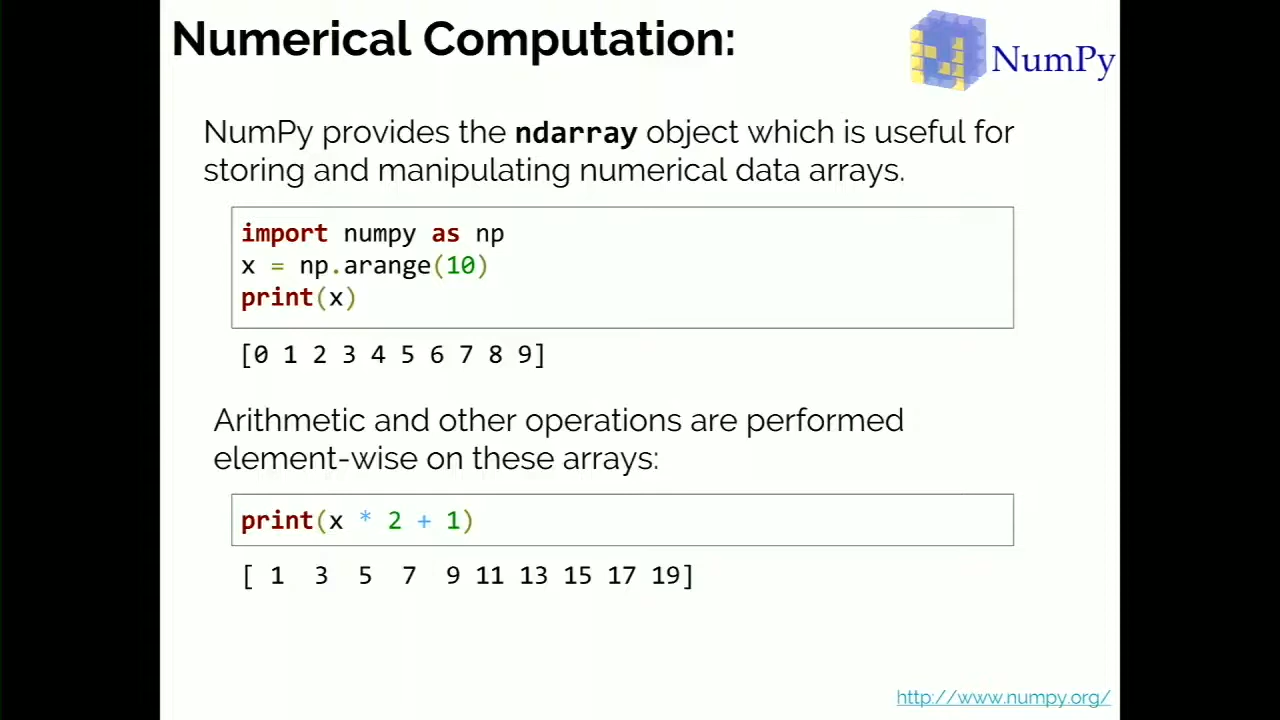 Numerical Computation:
NumPy
NumPy provides the ndarray object which is useful for
storing and manipulating numerical data arrays.
import numpy as np
x = np.arange(10)
print(x)
[0 1 2 3 4 5 6 7 8 9]
Arithmetic and other operations are performed
element-wise on these arrays:
print(x * 2 + 1)
[ 1  3  5  7  9 11 13 15 17 19]
http://www.numpy.org/